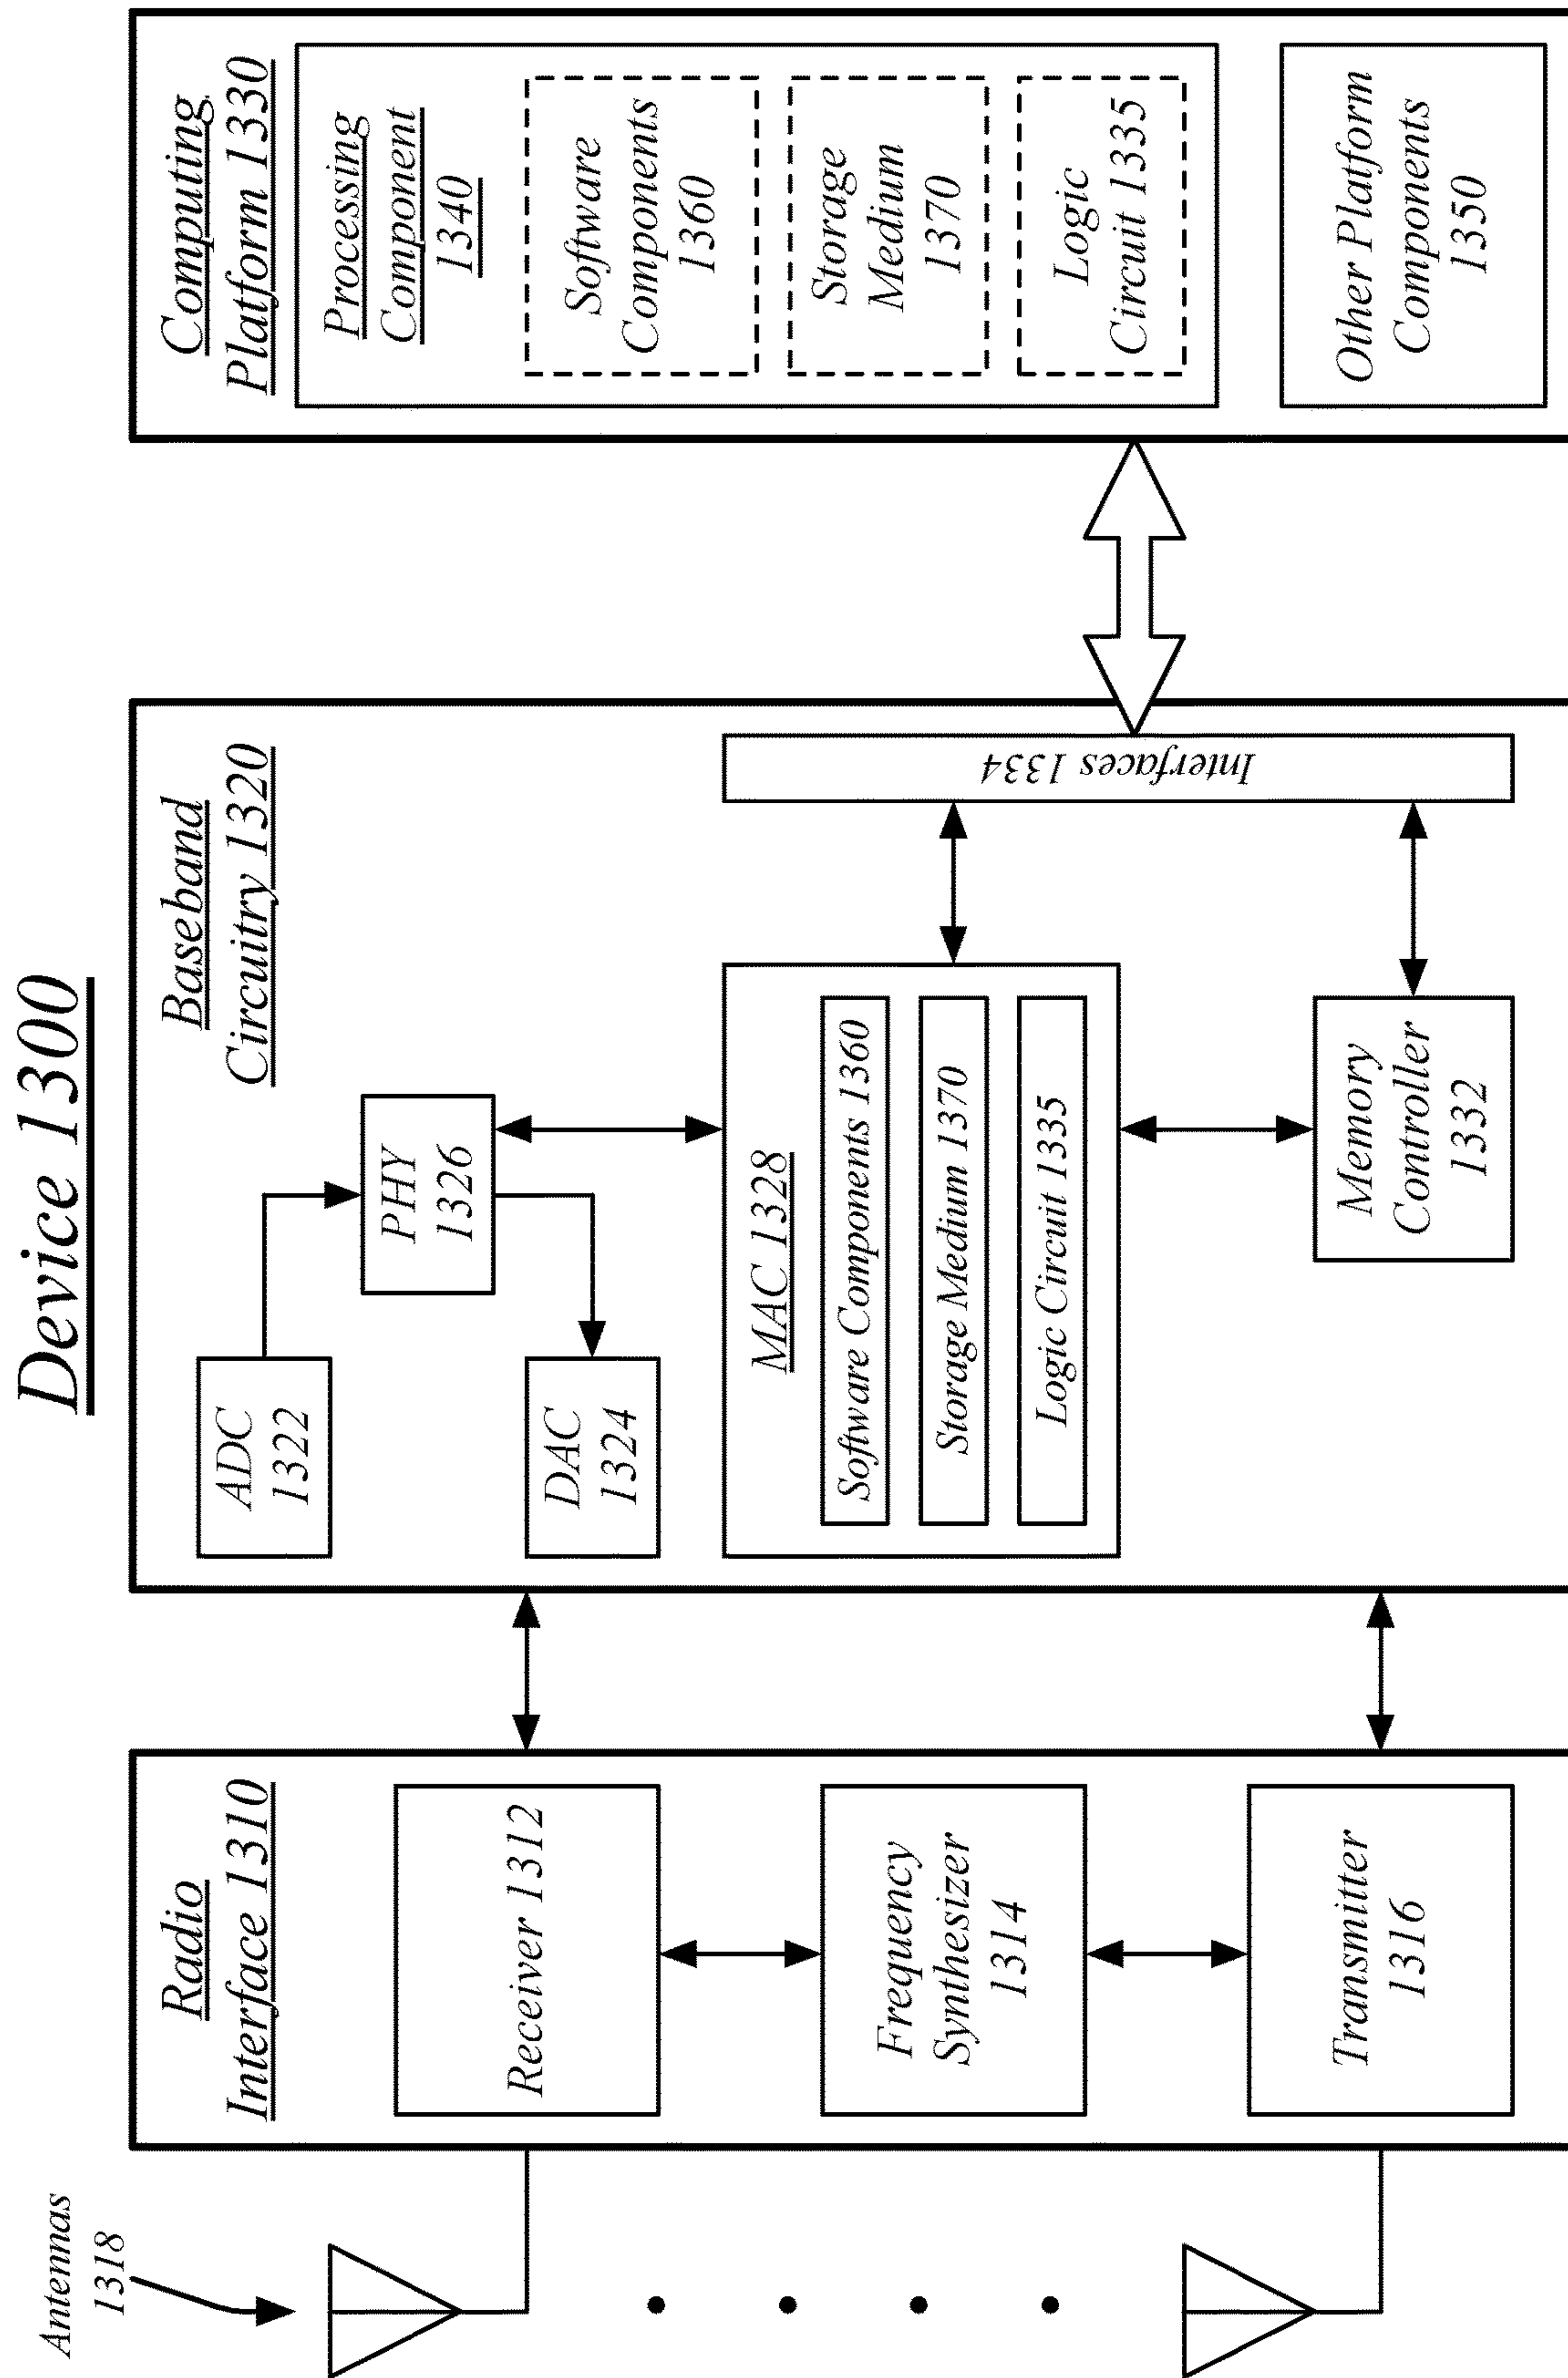 Device 1300
Antennas
1318
Radio
Interface 1310
Receiver 1312
Frequency
Synthesizer
1314
Transmitter
1316
Baseband
Circuitry 1320
ADC
1322
PHY
1326
DAC
1324
MAC 1328
Software Components 1360
Storage Medium 1370
Logic Circuit 1335
Memory
Controller
1332
Interfaces 1334
Computing
Platform 1330
Processing
Component
1340
Software
Components
1360
Storage
Medium
1370
Logic
Circuit 1335
Other Platform
Components
1350